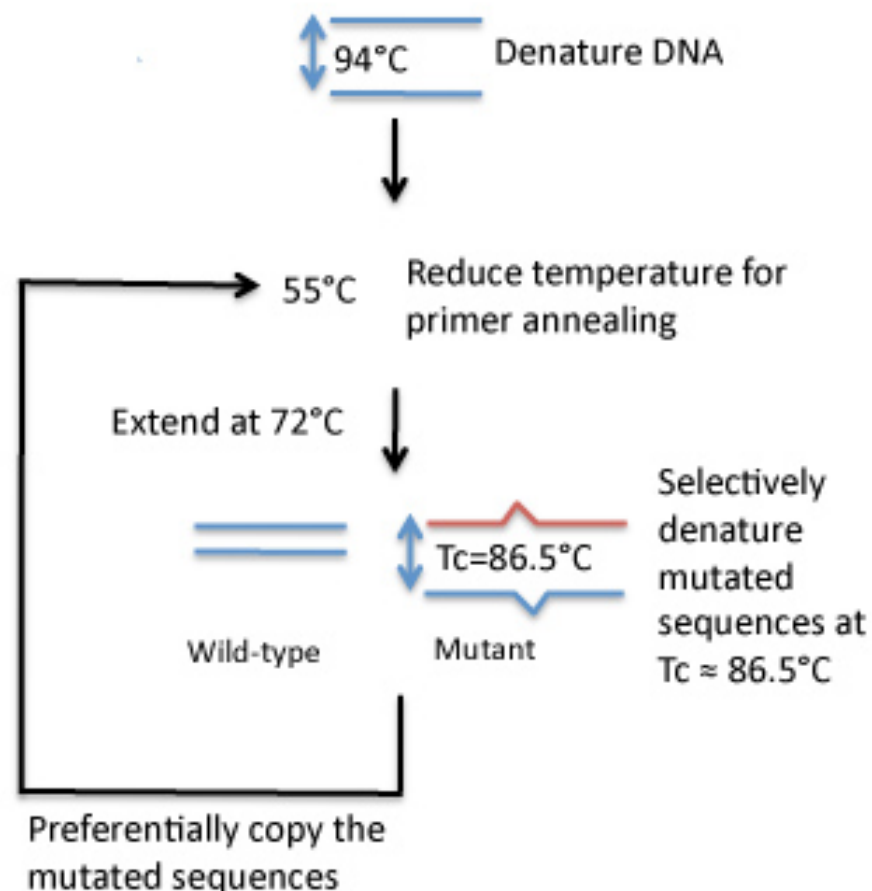 94°C
Denature DNA
55°C
Reduce temperature for
primer annealing
Extend at 72°C
Tc=86.5°C
Selectively
denature
mutated
sequences at
Tc ≈ 86.5°C
Wild-type
Mutant
Preferentially copy the
mutated sequences